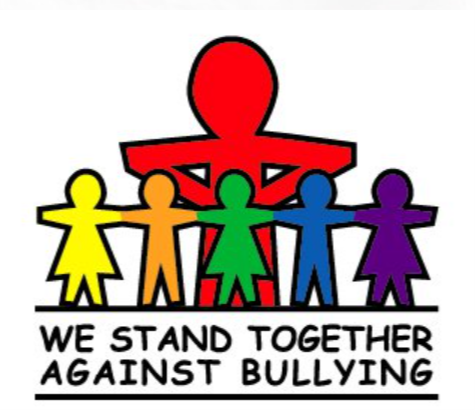 WE STAND TOGETHER
AGAINST BULLYING